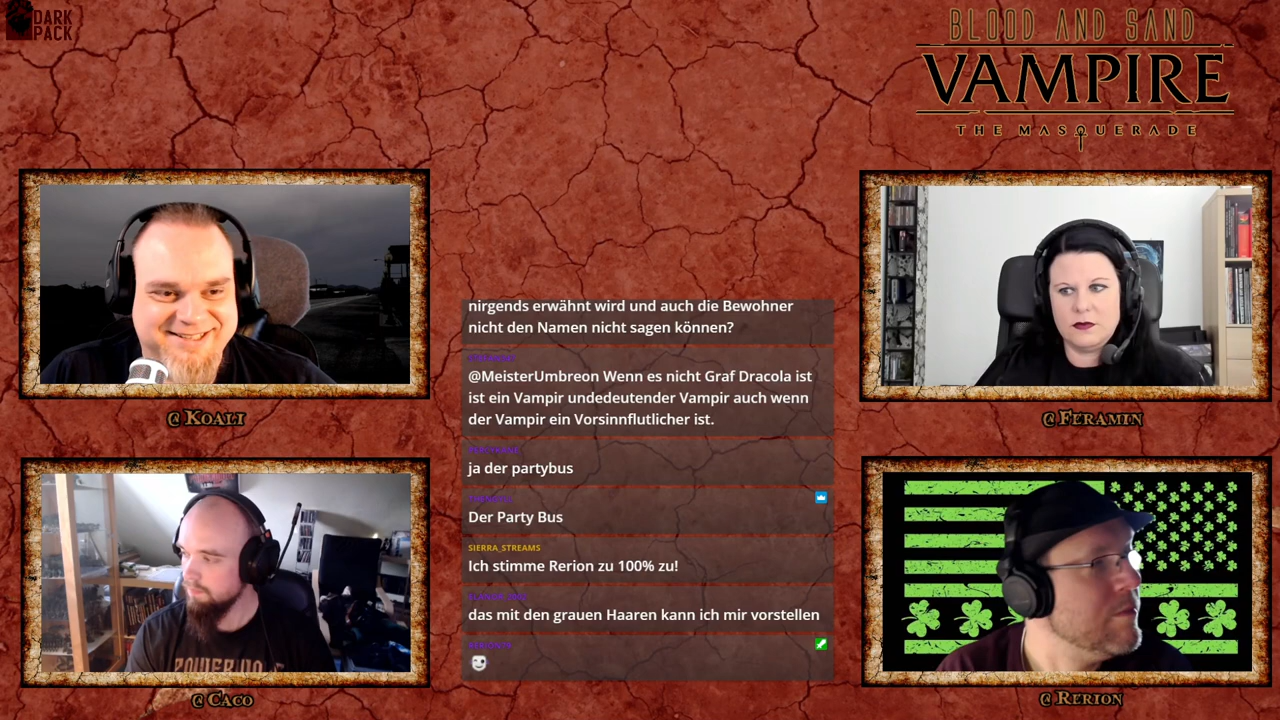 DARK
PACK
BLOOD AND SAND
VAMPIRE
THE MASQUERADE
@ KOALI
@ FERAMIN
nirgends erwähnt wird und auch die Bewohner
nicht den Namen nicht sagen können?
@MeisterUmbreon Wenn es nicht Graf Dracola ist
ist ein Vampir undedeutender Vampir auch wenn
der Vampir ein Vorsinnflutlicher ist.
ja der partybus
Der Party Bus
SIERRA_STREAMS
Ich stimme Rerion zu 100% zu!
das mit den grauen Haaren kann ich mir vorstellen
@ CACO
@ RERION